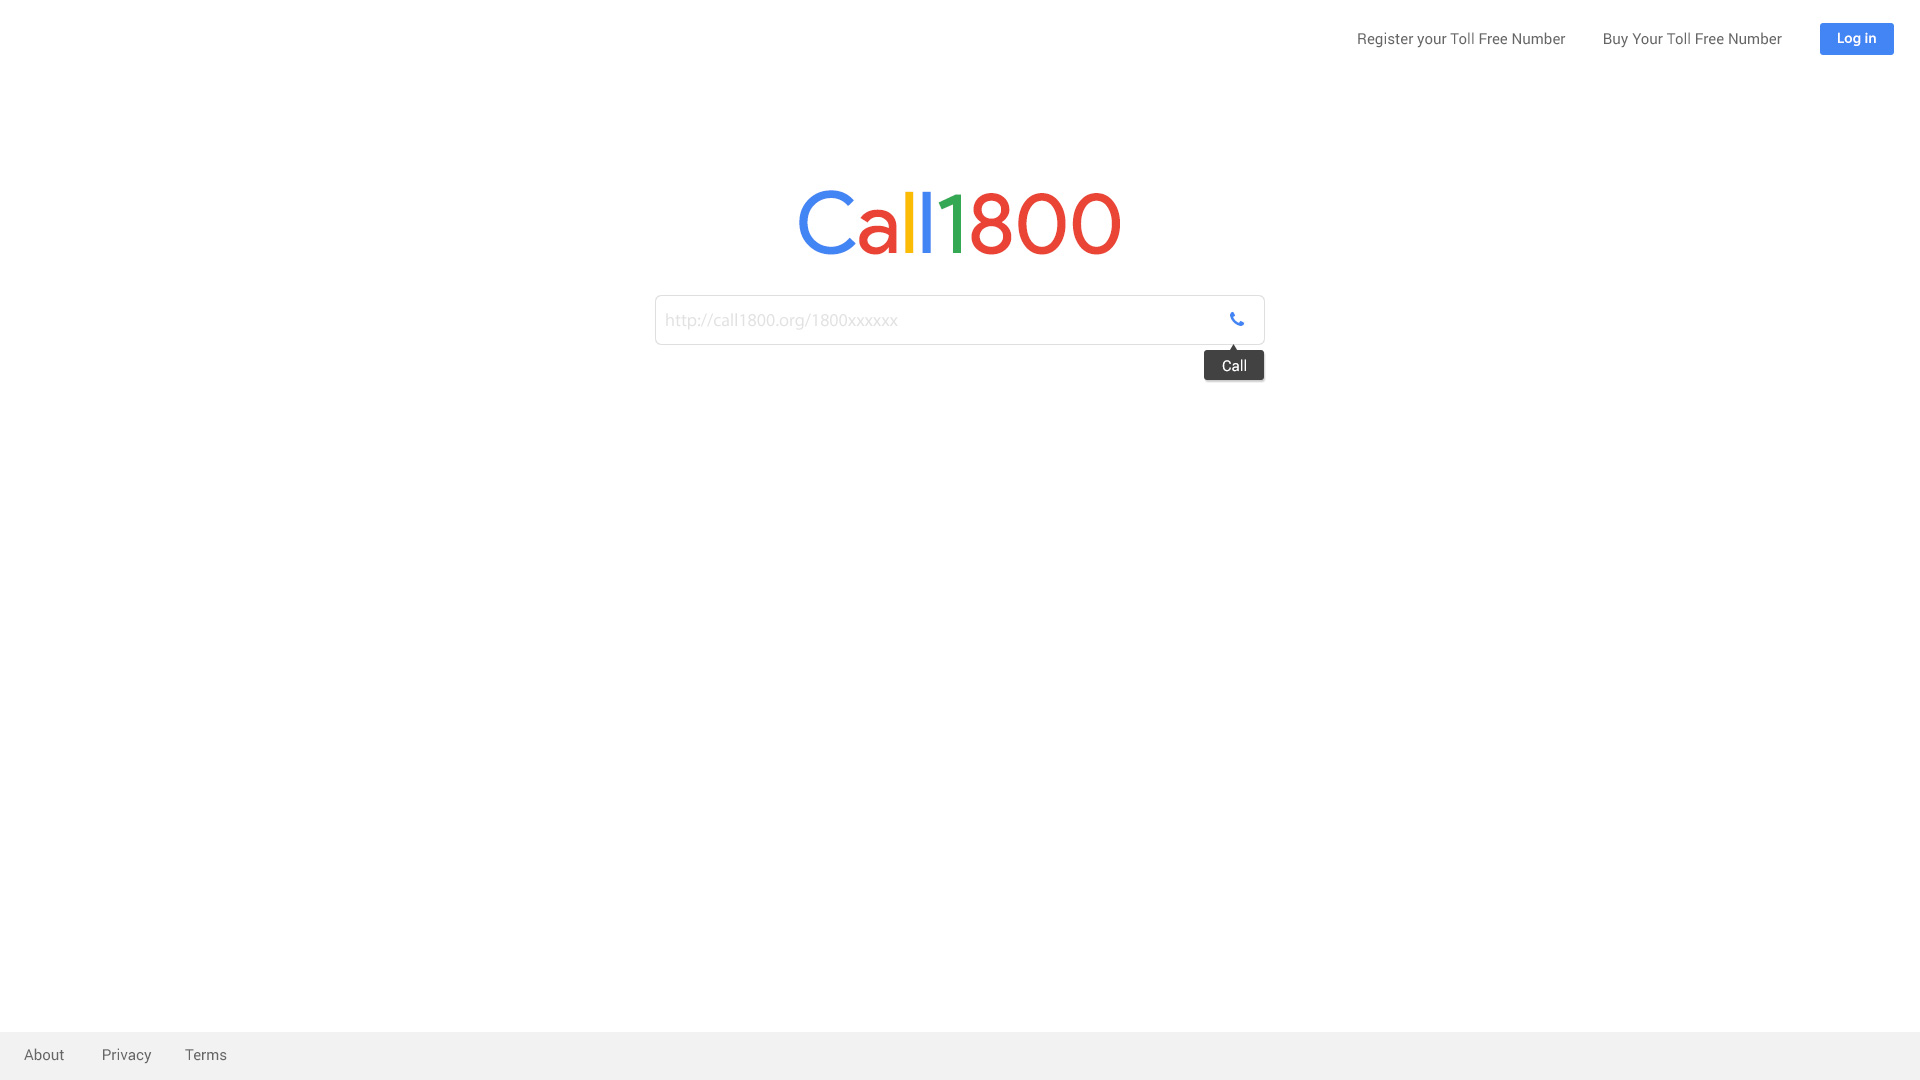 Register your Toll Free Number Buy Your Toll Free Number Log in
Call1800
http://call1800.org/1800xxxxxx
Call
About Privacy Terms